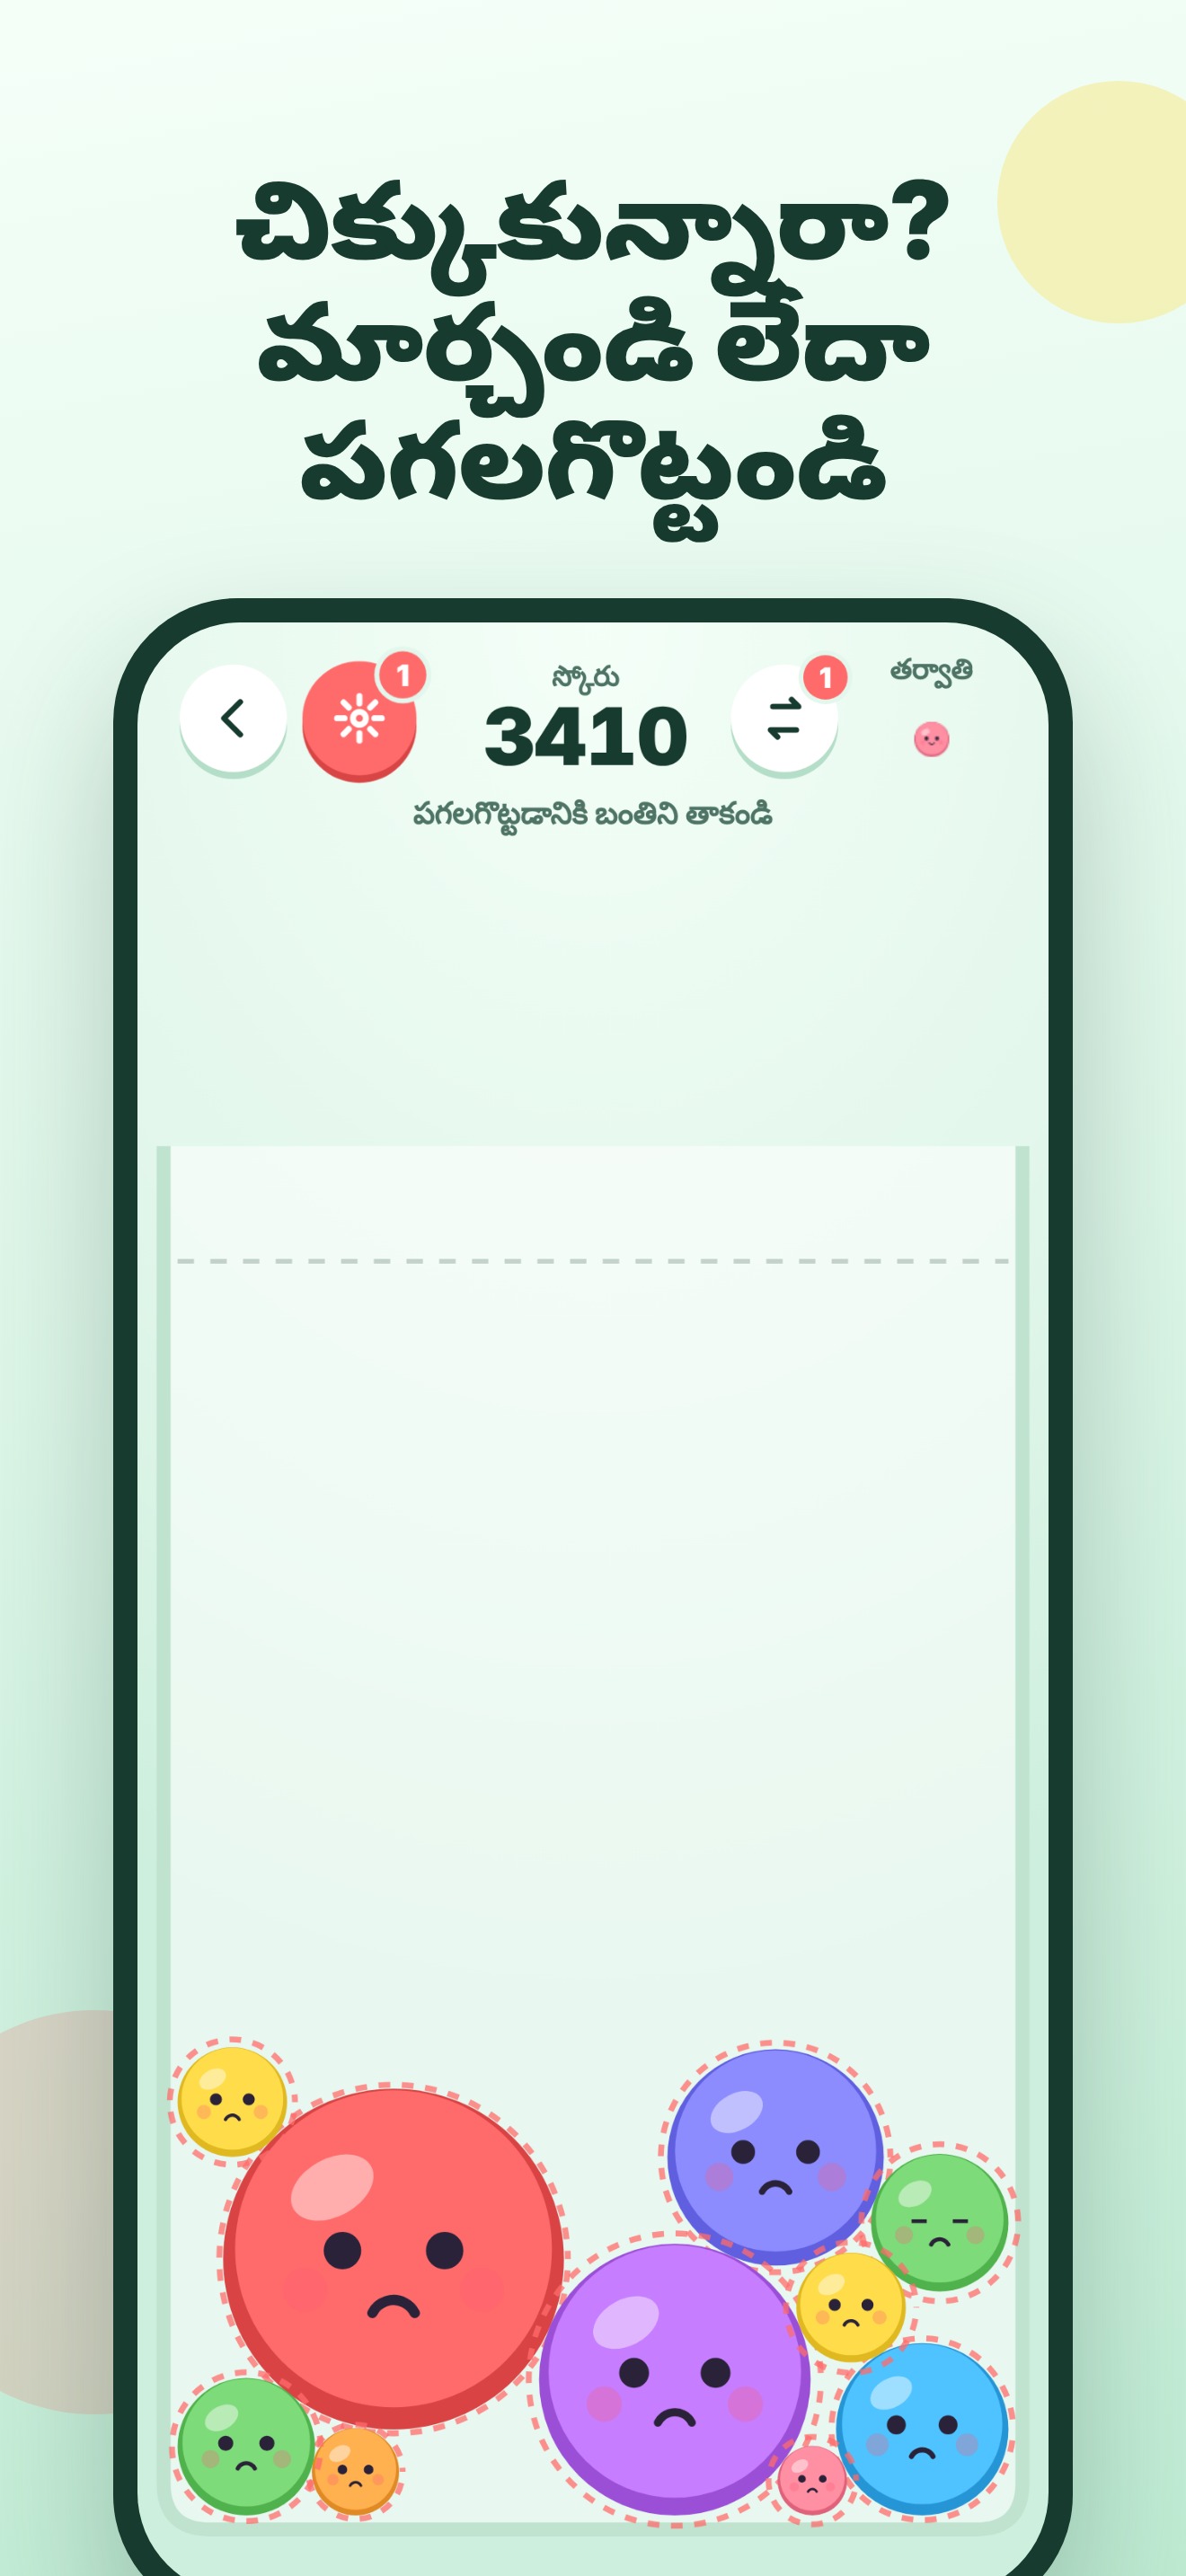 చిక్కుకున్నారా?
మార్చండి లేదా
పగలగొట్టండి
1
స్కోరు
3410
1
తర్వాతి
పగలగొట్టడానికి బంతిని తాకండి